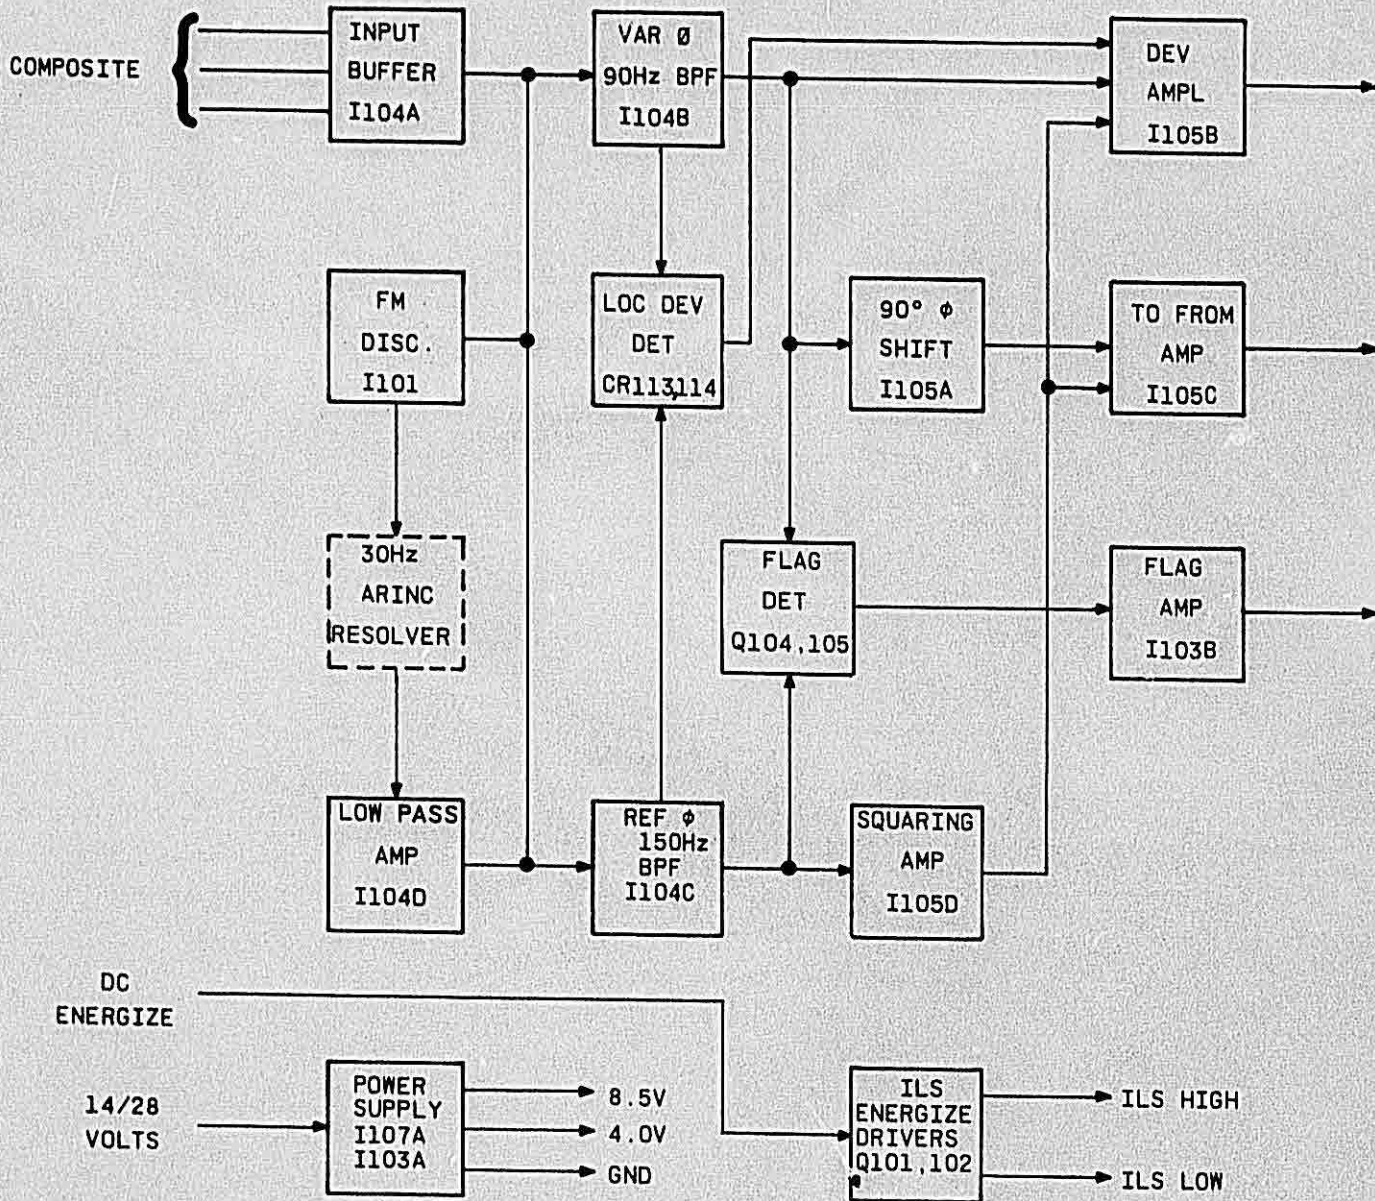 COMPOSITE
INPUT
BUFFER
I104A
VAR Ø
90Hz BPF
I104B
DEV
AMPL
I105B
FM
DISC.
I101
LOC DEV
DET
CR113,114
90° ϕ
SHIFT
I105A
TO FROM
AMP
I105C
30Hz
ARINC
RESOLVER
FLAG
DET
Q104,105
FLAG
AMP
I103B
LOW PASS
AMP
I104D
REF ϕ
150Hz
BPF
I104C
SQUARING
AMP
I105D
DC
ENERGIZE
14/28
VOLTS
POWER
SUPPLY
I107A
I103A
8.5V
4.0V
GND
ILS
ENERGIZE
DRIVERS
Q101,102
ILS HIGH
ILS LOW